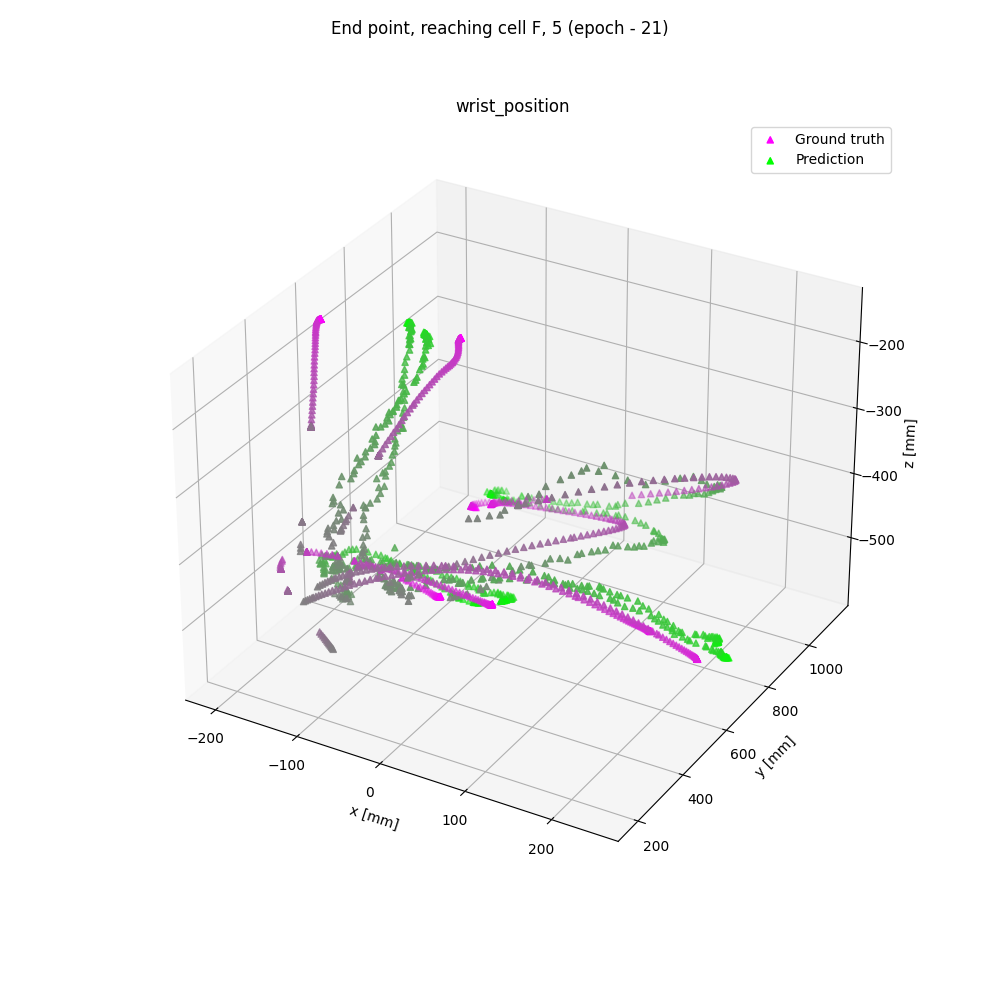 End point, reaching cell F, 5 (epoch - 21)
wrist_position
Ground truth
Prediction
−200
−300
−400
−500
z [mm]
1000
800
600
400
200
y [mm]
−200
−100
0
100
200
x [mm]